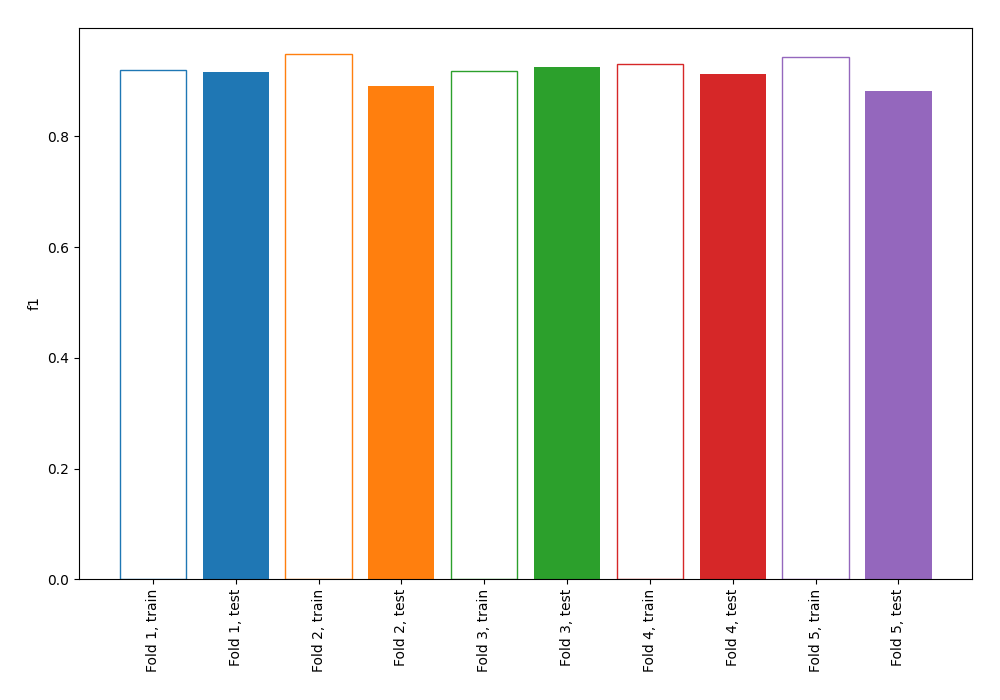 f1
0.8
0.6
0.4
0.2
0.0
Fold 1, train
Fold 1, test
Fold 2, train
Fold 2, test
Fold 3, train
Fold 3, test
Fold 4, train
Fold 4, test
Fold 5, train
Fold 5, test